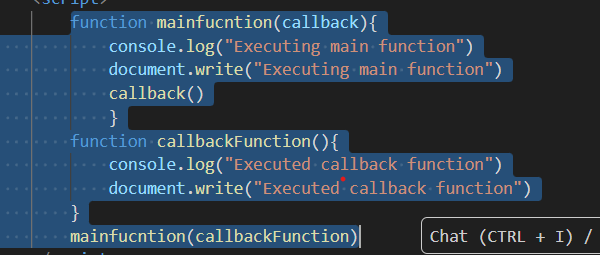 <script>
function mainfucntion(callback){
console.log("Executing main function")
document.write("Executing main function")
callback()
}
function callbackFunction(){
console.log("Executed callback function")
document.write("Executed callback function")
}
mainfucntion(callbackFunction)
Chat (CTRL + I) /